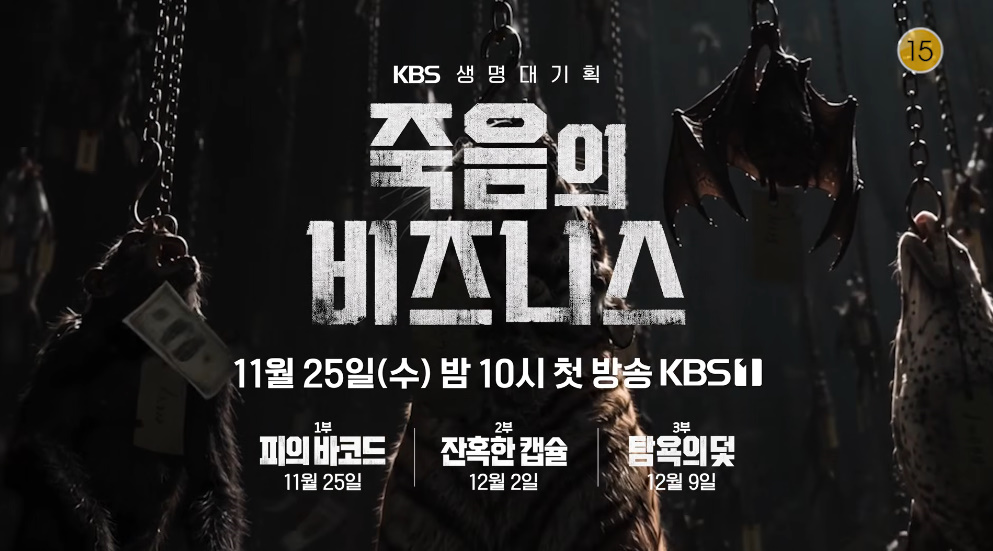 15
KBS 생명대기획
죽음의
비즈니스
11월 25일(수) 밤 10시 첫 방송 KBS1
1부
피의 바코드
11월 25일
2부
잔혹한 캡슐
12월 2일
3부
탐욕의 덫
12월 9일